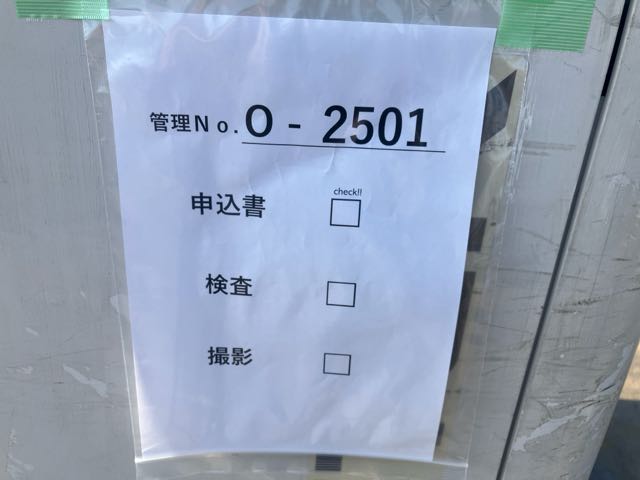 管理No. O - 2501
check!!
申込書 □
検査 □
撮影 □